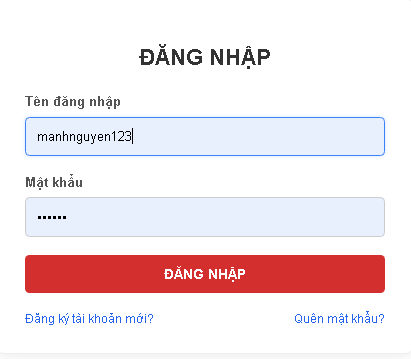 ĐĂNG NHẬP
Tên đăng nhập
manhnguyen123
Mật khẩu
••••••
ĐĂNG NHẬP
Đăng ký tài khoản mới? Quên mật khẩu?